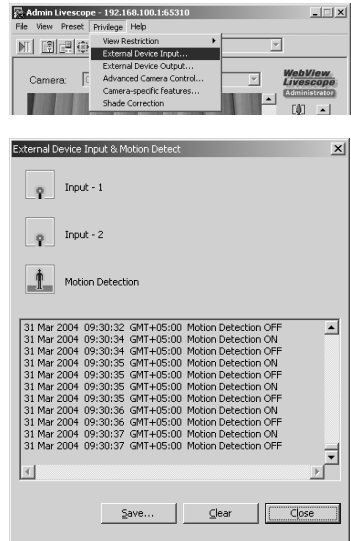 Admin Livescope - 192.168.100.1:65310
File View Preset Privilege Help
View Restriction
External Device Input...
External Device Output...
Advanced Camera Control...
Camera-specific features...
Shade Correction
Camera:
WebView
Livescope
Administrator
External Device Input & Motion Detect
Input - 1
Input - 2
Motion Detection
31 Mar 2004 09:30:32 GMT+05:00 Motion Detection OFF
31 Mar 2004 09:30:34 GMT+05:00 Motion Detection ON
31 Mar 2004 09:30:34 GMT+05:00 Motion Detection OFF
31 Mar 2004 09:30:35 GMT+05:00 Motion Detection ON
31 Mar 2004 09:30:35 GMT+05:00 Motion Detection OFF
31 Mar 2004 09:30:35 GMT+05:00 Motion Detection ON
31 Mar 2004 09:30:35 GMT+05:00 Motion Detection OFF
31 Mar 2004 09:30:36 GMT+05:00 Motion Detection ON
31 Mar 2004 09:30:36 GMT+05:00 Motion Detection OFF
31 Mar 2004 09:30:37 GMT+05:00 Motion Detection ON
31 Mar 2004 09:30:37 GMT+05:00 Motion Detection OFF
Save... Clear Close